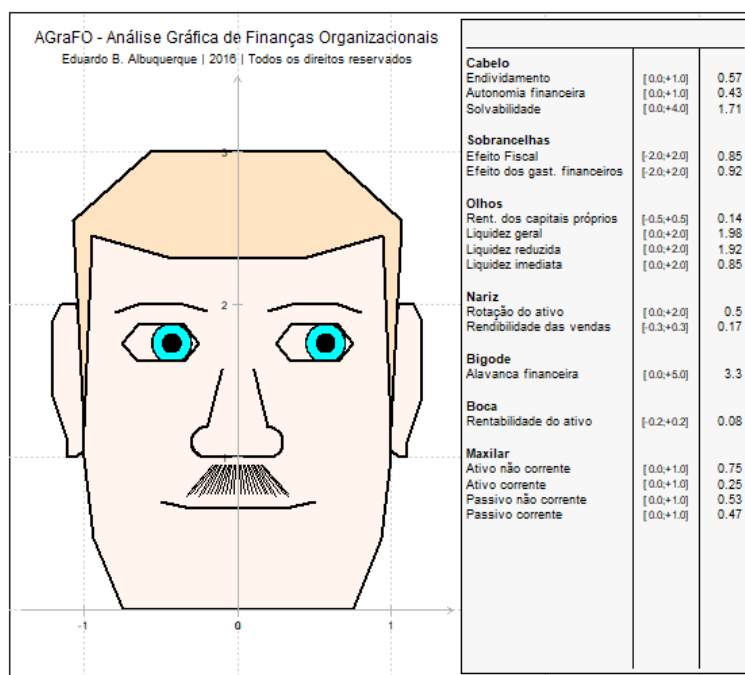 AGraFO - Análise Gráfica de Finanças Organizacionais
Eduardo B. Albuquerque | 2016 | Todos os direitos reservados
3
2
1
-1
0
1
Cabelo
Endividamento [0.0;+1.0] 0.57
Autonomia financeira [0.0;+1.0] 0.43
Solvabilidade [0.0;+4.0] 1.71
Sobrancelhas
Efeito Fiscal [-2.0;+2.0] 0.85
Efeito dos gast. financeiros [-2.0;+2.0] 0.92
Olhos
Rent. dos capitais próprios [-0.5;+0.5] 0.14
Liquidez geral [0.0;+2.0] 1.98
Liquidez reduzida [0.0;+2.0] 1.92
Liquidez imediata [0.0;+2.0] 0.85
Nariz
Rotação do ativo [0.0;+2.0] 0.5
Rendibilidade das vendas [-0.3;+0.3] 0.17
Bigode
Alavanca financeira [0.0;+5.0] 3.3
Boca
Rentabilidade do ativo [-0.2;+0.2] 0.08
Maxilar
Ativo não corrente [0.0;+1.0] 0.75
Ativo corrente [0.0;+1.0] 0.25
Passivo não corrente [0.0;+1.0] 0.53
Passivo corrente [0.0;+1.0] 0.47